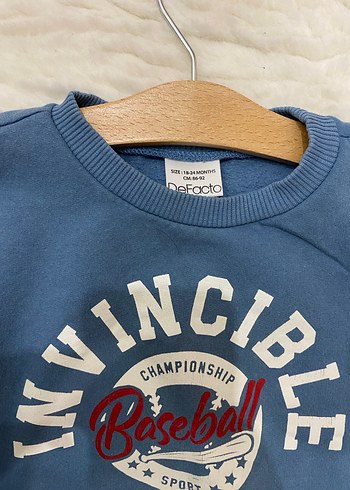 SIZE : 18-24 MONTHS
CM: 86-92
DeFacto
INVINCIBLE
CHAMPIONSHIP
Baseball
SPORT